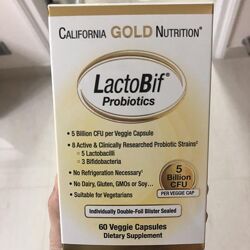 CALIFORNIA GOLD NUTRITION®
LactoBif®
Probiotics
• 5 Billion CFU per Veggie Capsule
• 8 Active & Clinically Researched Probiotic Strains‡
• 5 Lactobacilli
• 3 Bifidobacteria
• No Refrigeration Necessary¹
• No Dairy, Gluten, GMOs or Soy...
• Suitable for Vegetarians
5
Billion
CFU
PER VEGGIE CAP
Individually Double-Foil Blister Sealed
60 Veggie Capsules
Dietary Supplement